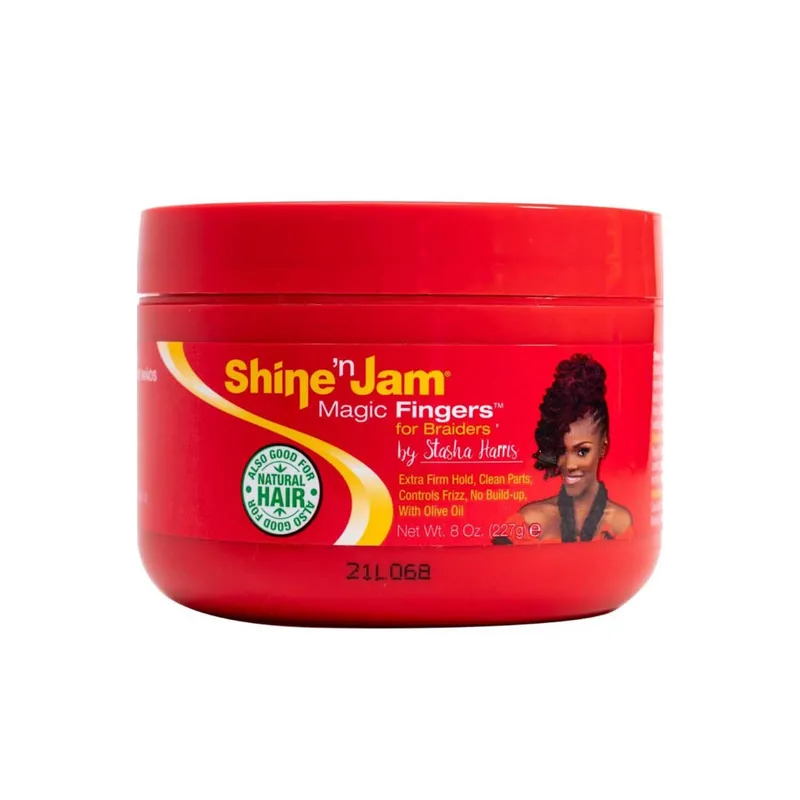 Shine 'n Jam®
Magic Fingers™
for Braiders
by Stasha Harris
Extra Firm Hold, Clean Parts,
Controls Frizz, No Build-up,
With Olive Oil
Net Wt. 8 Oz. (227g) ℮
ALSO GOOD FOR
NATURAL
HAIR
ALSO GOOD FOR
21L068